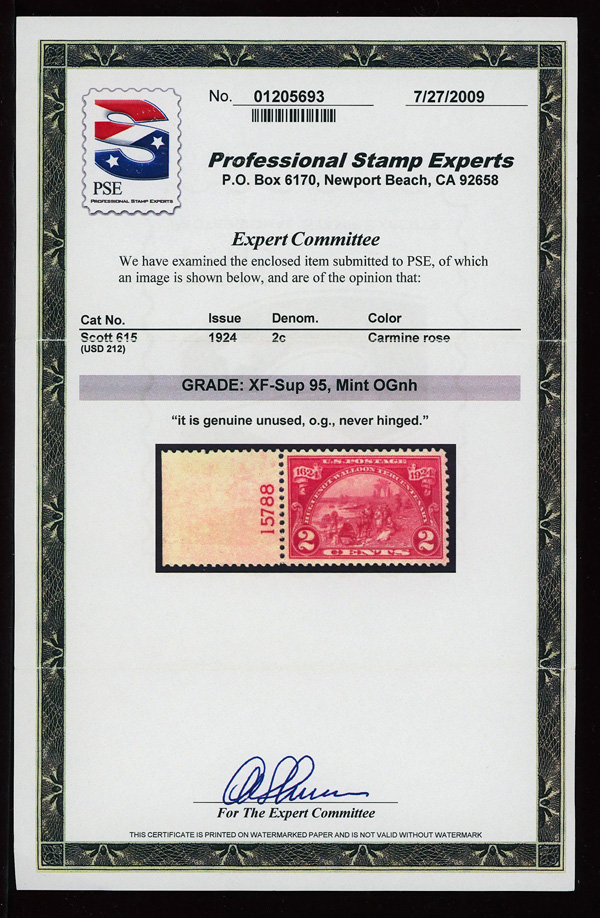 No. 01205693 7/27/2009
PSE
PROFESSIONAL STAMP EXPERTS
Professional Stamp Experts
P.O. Box 6170, Newport Beach, CA 92658
Expert Committee
We have examined the enclosed item submitted to PSE, of which
an image is shown below, and are of the opinion that:
Cat No. Issue Denom. Color
Scott 615 1924 2c Carmine rose
(USD 212)
GRADE: XF-Sup 95, Mint OGnh
“it is genuine unused, o.g., never hinged.”
15788
U.S. POSTAGE
1624 1924
HUGUENOT WALLOON TERCENTENARY
2 CENTS 2
For The Expert Committee
THIS CERTIFICATE IS PRINTED ON WATERMARKED PAPER AND IS NOT VALID WITHOUT WATERMARK